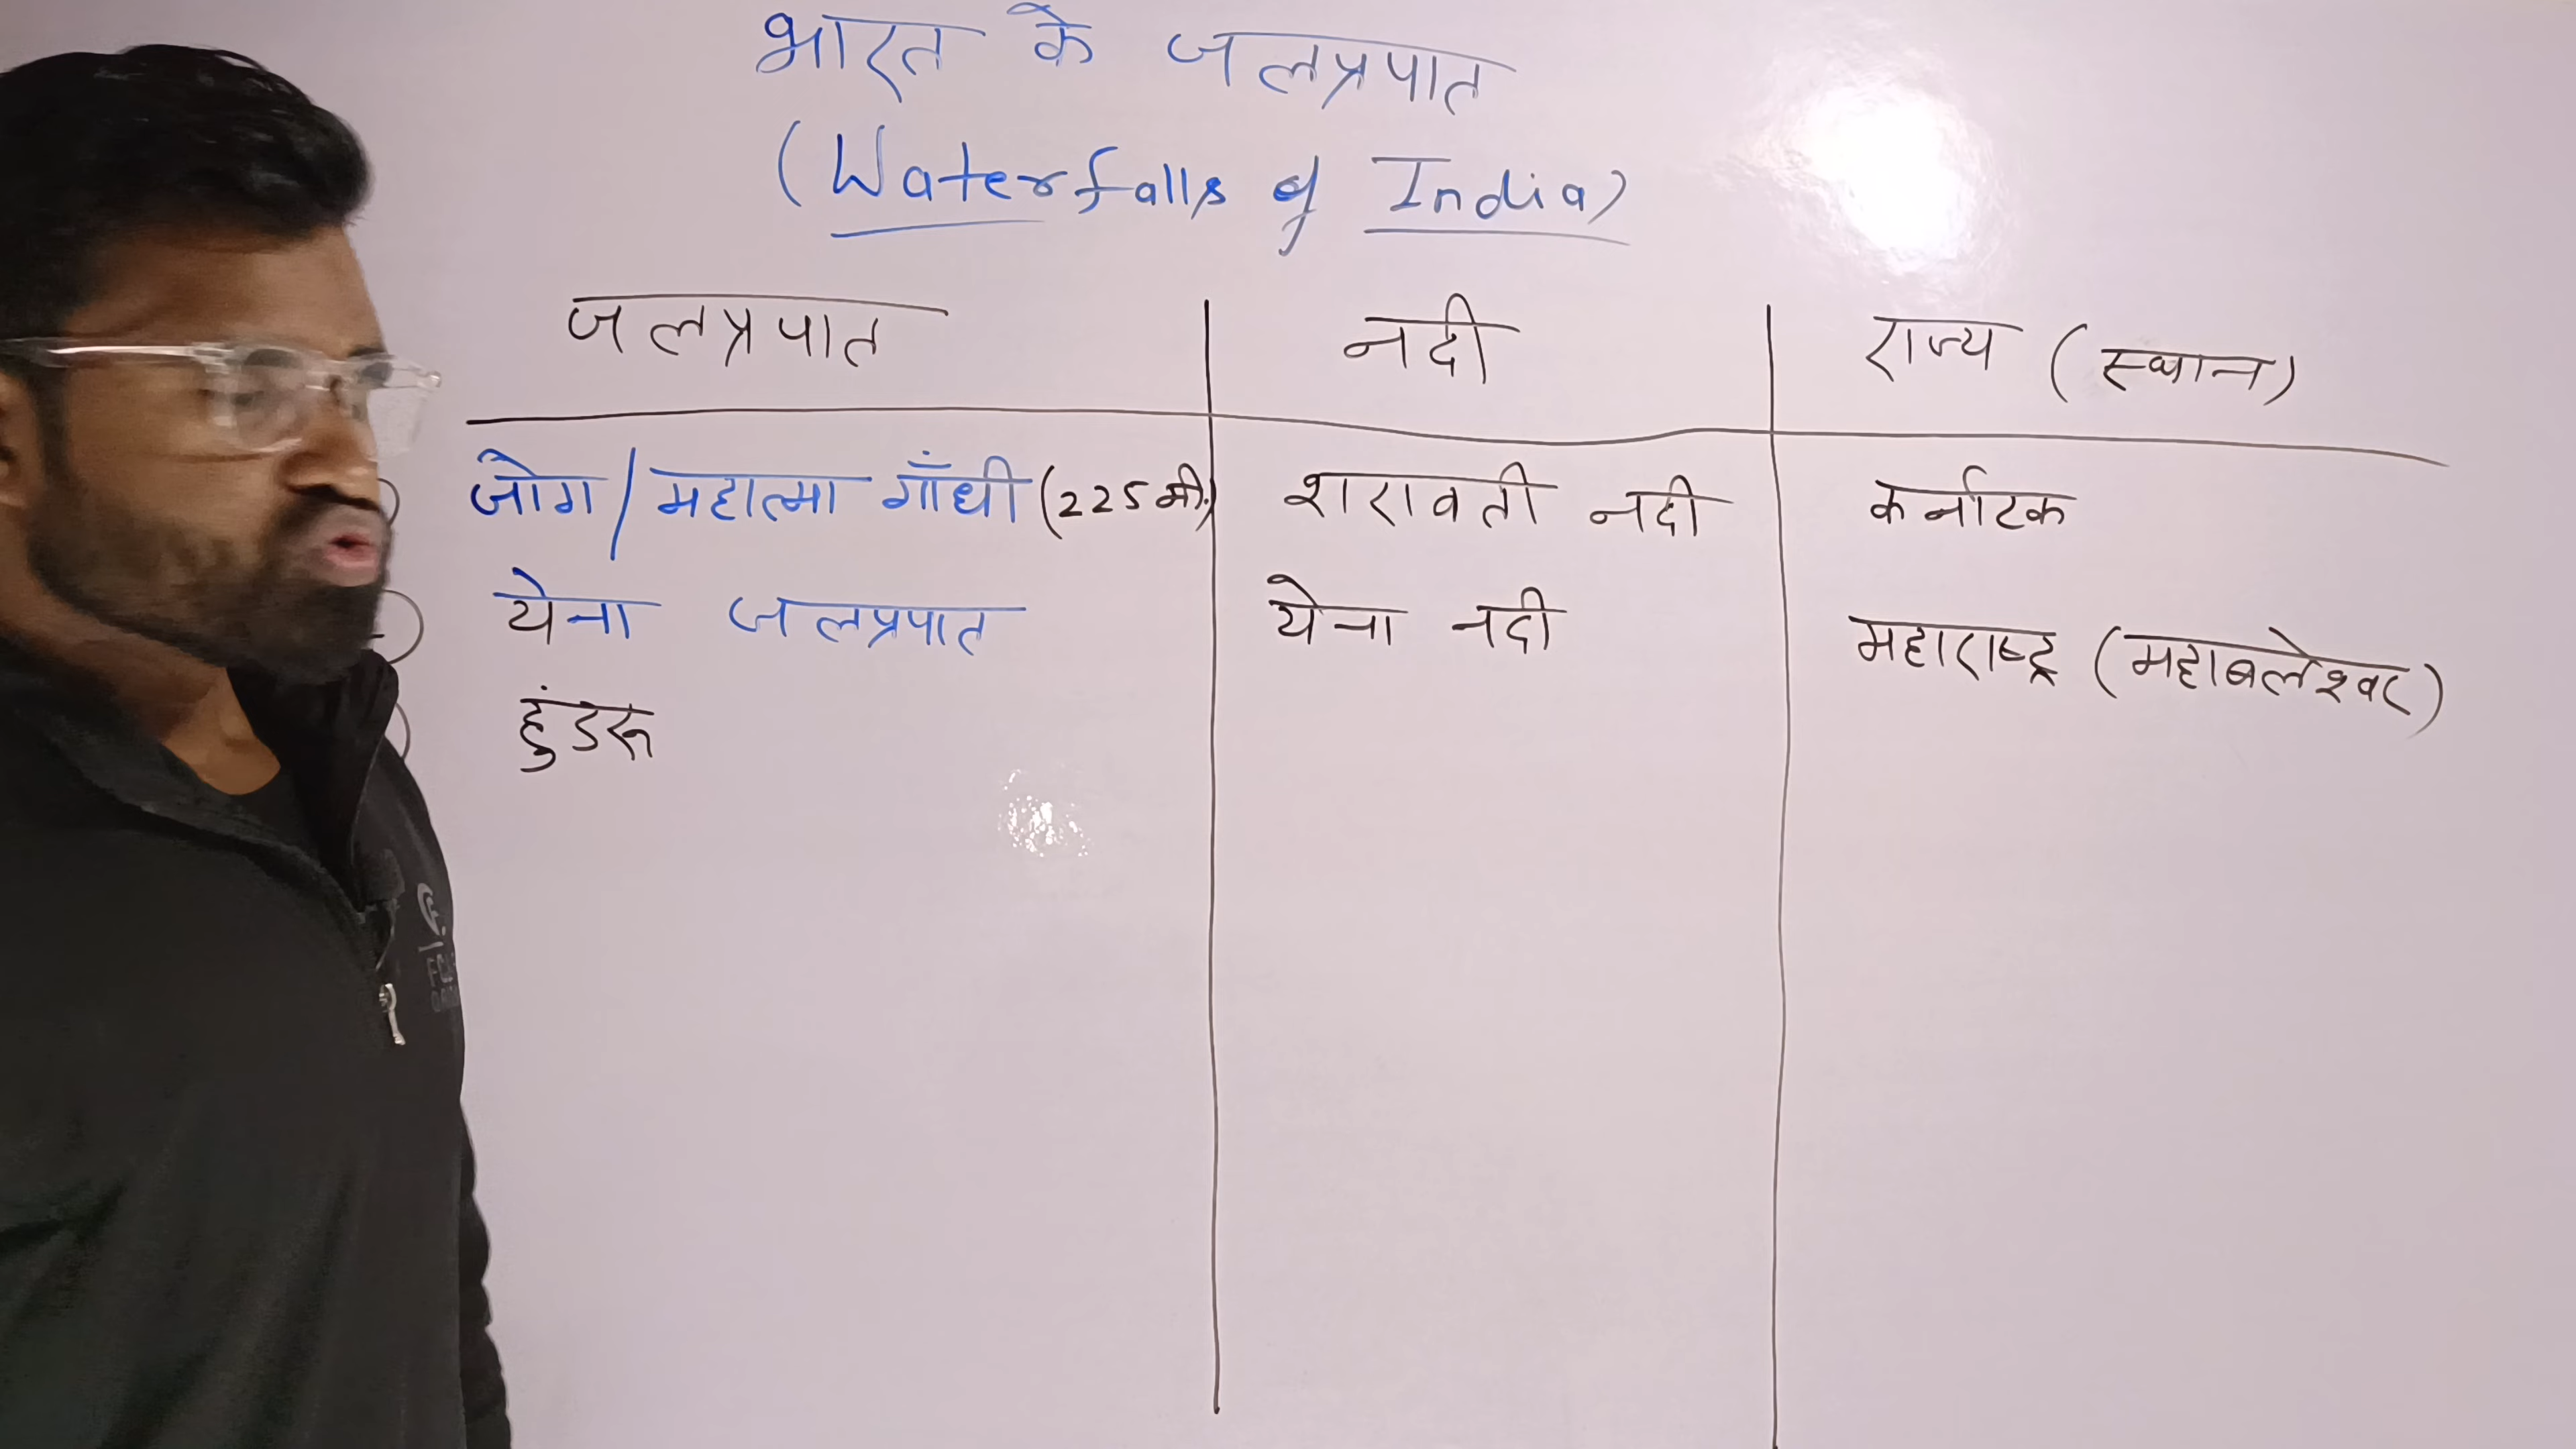 भारत के जलप्रपात
(Waterfalls of India)
जलप्रपात नदी राज्य (स्थान)
जोग/महात्मा गाँधी (225 मी.) शरावती नदी कर्नाटक
येना जलप्रपात येना नदी महाराष्ट्र (महाबलेश्वर)
हुंडरू